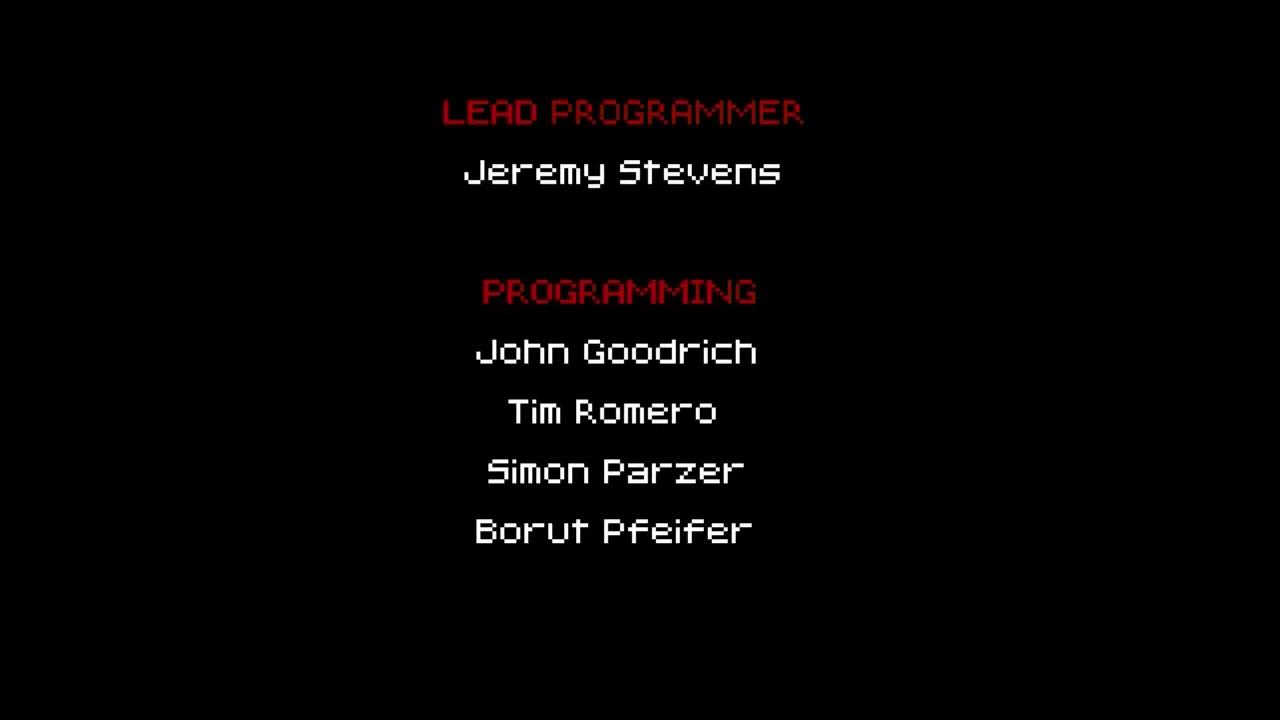 LEAD PROGRAMMER
Jeremy Stevens
PROGRAMMING
John Goodrich
Tim Romero
Simon Parzer
Borut Pfeifer